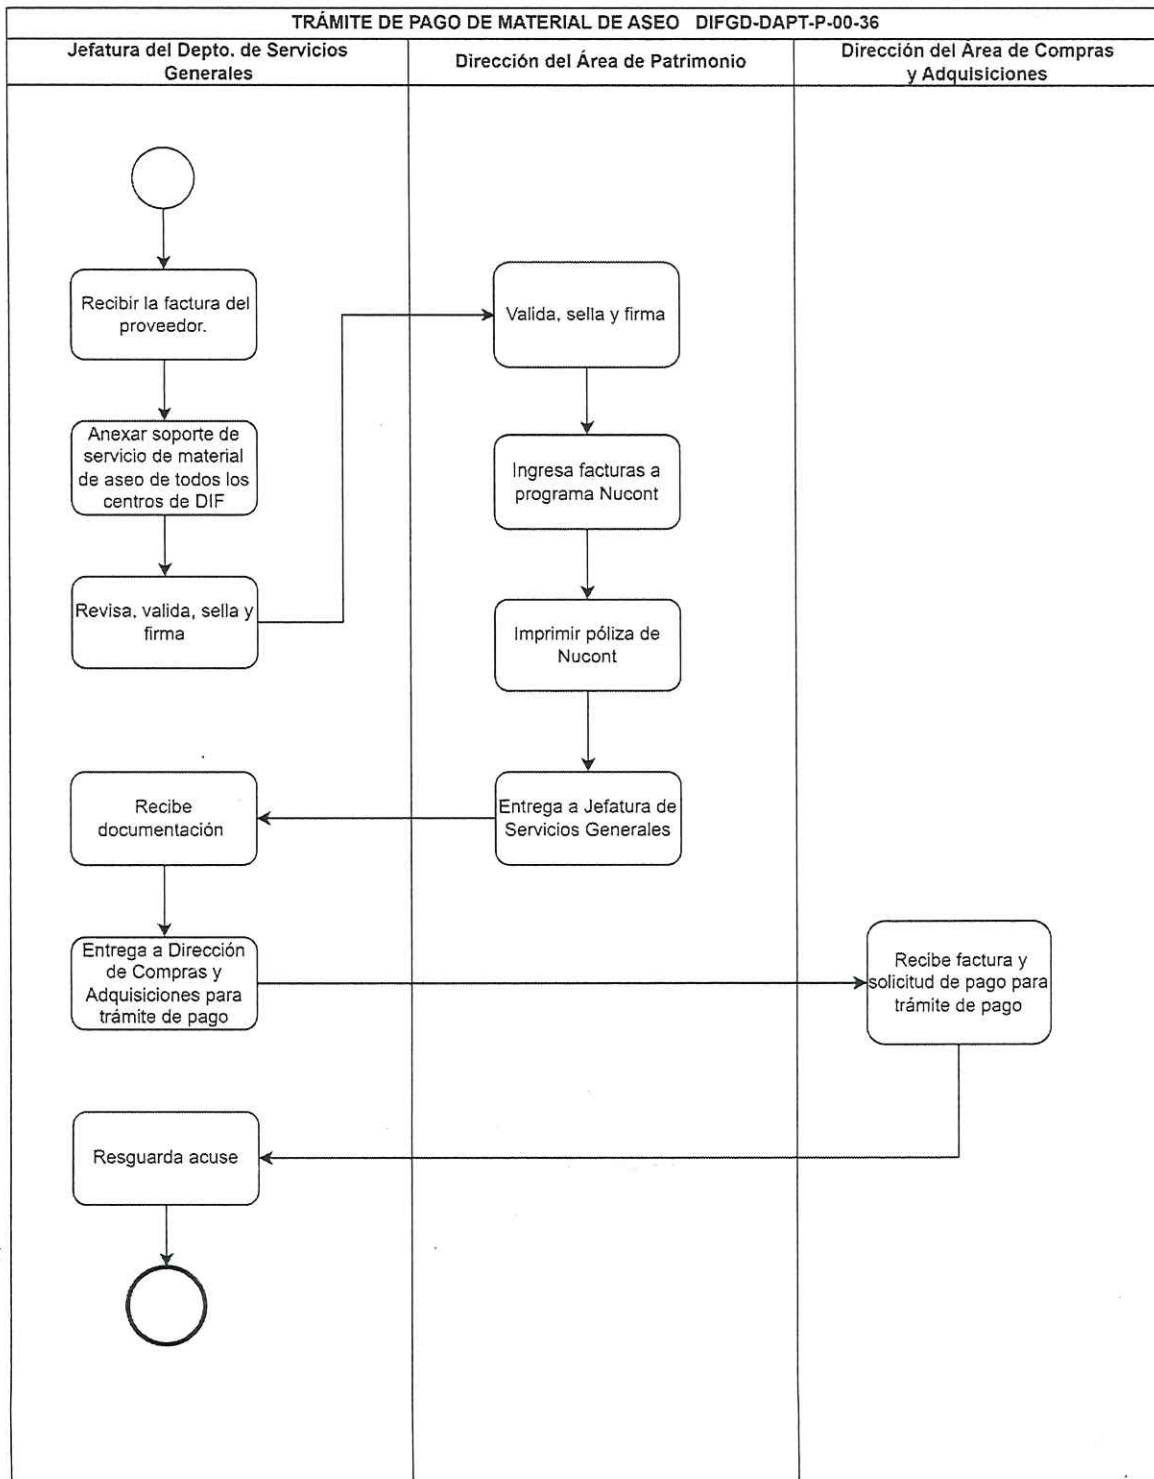 TRÁMITE DE PAGO DE MATERIAL DE ASEO DIFGD-DAPT-P-00-36
Jefatura del Depto. de Servicios
Generales
Dirección del Área de Patrimonio
Dirección del Área de Compras
y Adquisiciones
Recibir la factura del
proveedor.
Anexar soporte de
servicio de material
de aseo de todos los
centros de DIF
Revisa, valida, sella y
firma
Valida, sella y firma
Ingresa facturas a
programa Nucont
Imprimir póliza de
Nucont
Entrega a Jefatura de
Servicios Generales
Recibe
documentación
Entrega a Dirección
de Compras y
Adquisiciones para
trámite de pago
Recibe factura y
solicitud de pago para
trámite de pago
Resguarda acuse